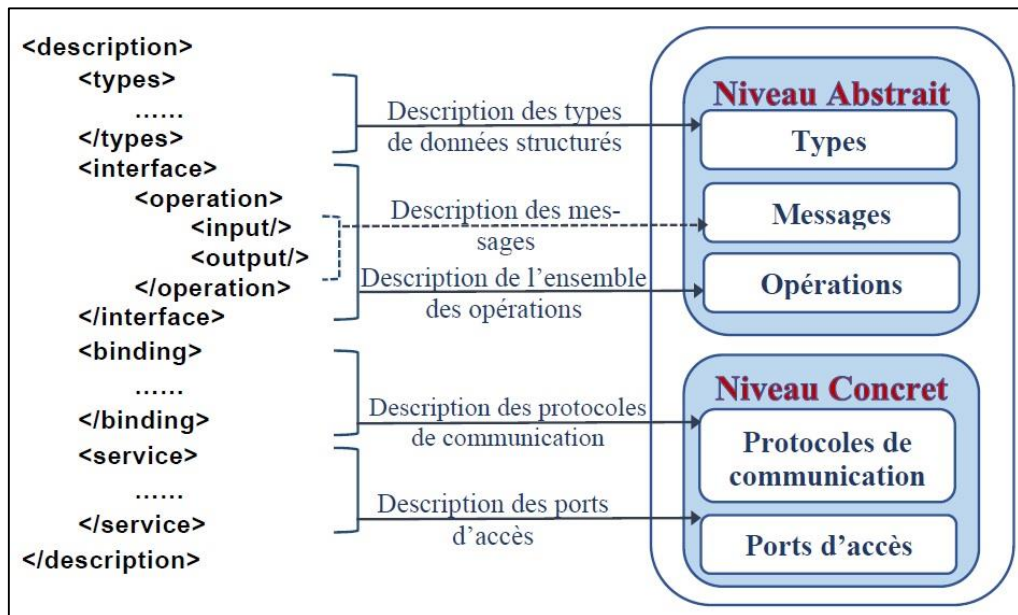 <description>
<types>
......
</types>
<interface>
<operation>
<input/>
<output/>
</operation>
</interface>
<binding>
......
</binding>
<service>
......
</service>
</description>
Description des types
de données structurés
Description des mes-
sages
Description de l’ensemble
des opérations
Description des protocoles
de communication
Description des ports
d’accès
Niveau Abstrait
Types
Messages
Opérations
Niveau Concret
Protocoles de
communication
Ports d’accès